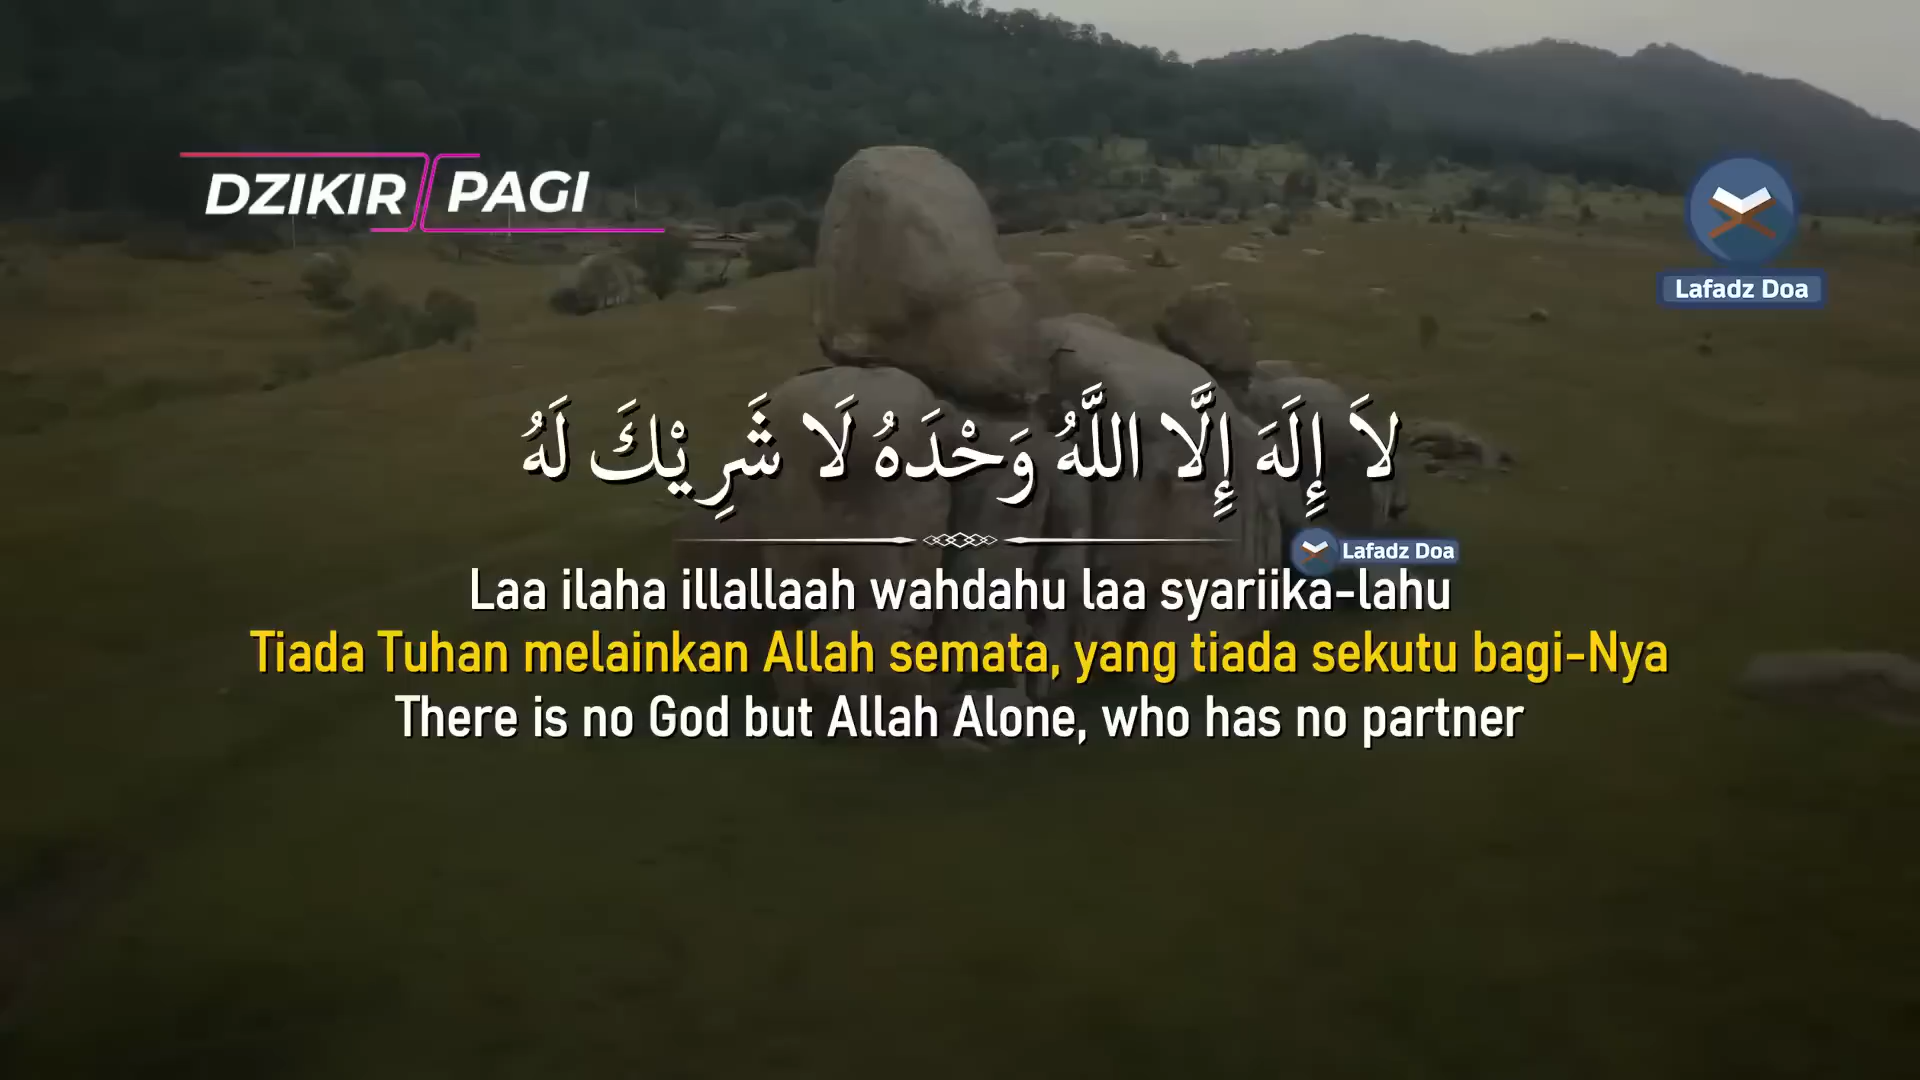 DZIKIR PAGI
Lafadz Doa
لاَ إِلَهَ إِلَّا اللَّهُ وَحْدَهُ لَا شَرِيْكَ لَهُ
Lafadz Doa
Laa ilaha illallaah wahdahu laa syariika-lahu
Tiada Tuhan melainkan Allah semata, yang tiada sekutu bagi-Nya
There is no God but Allah Alone, who has no partner